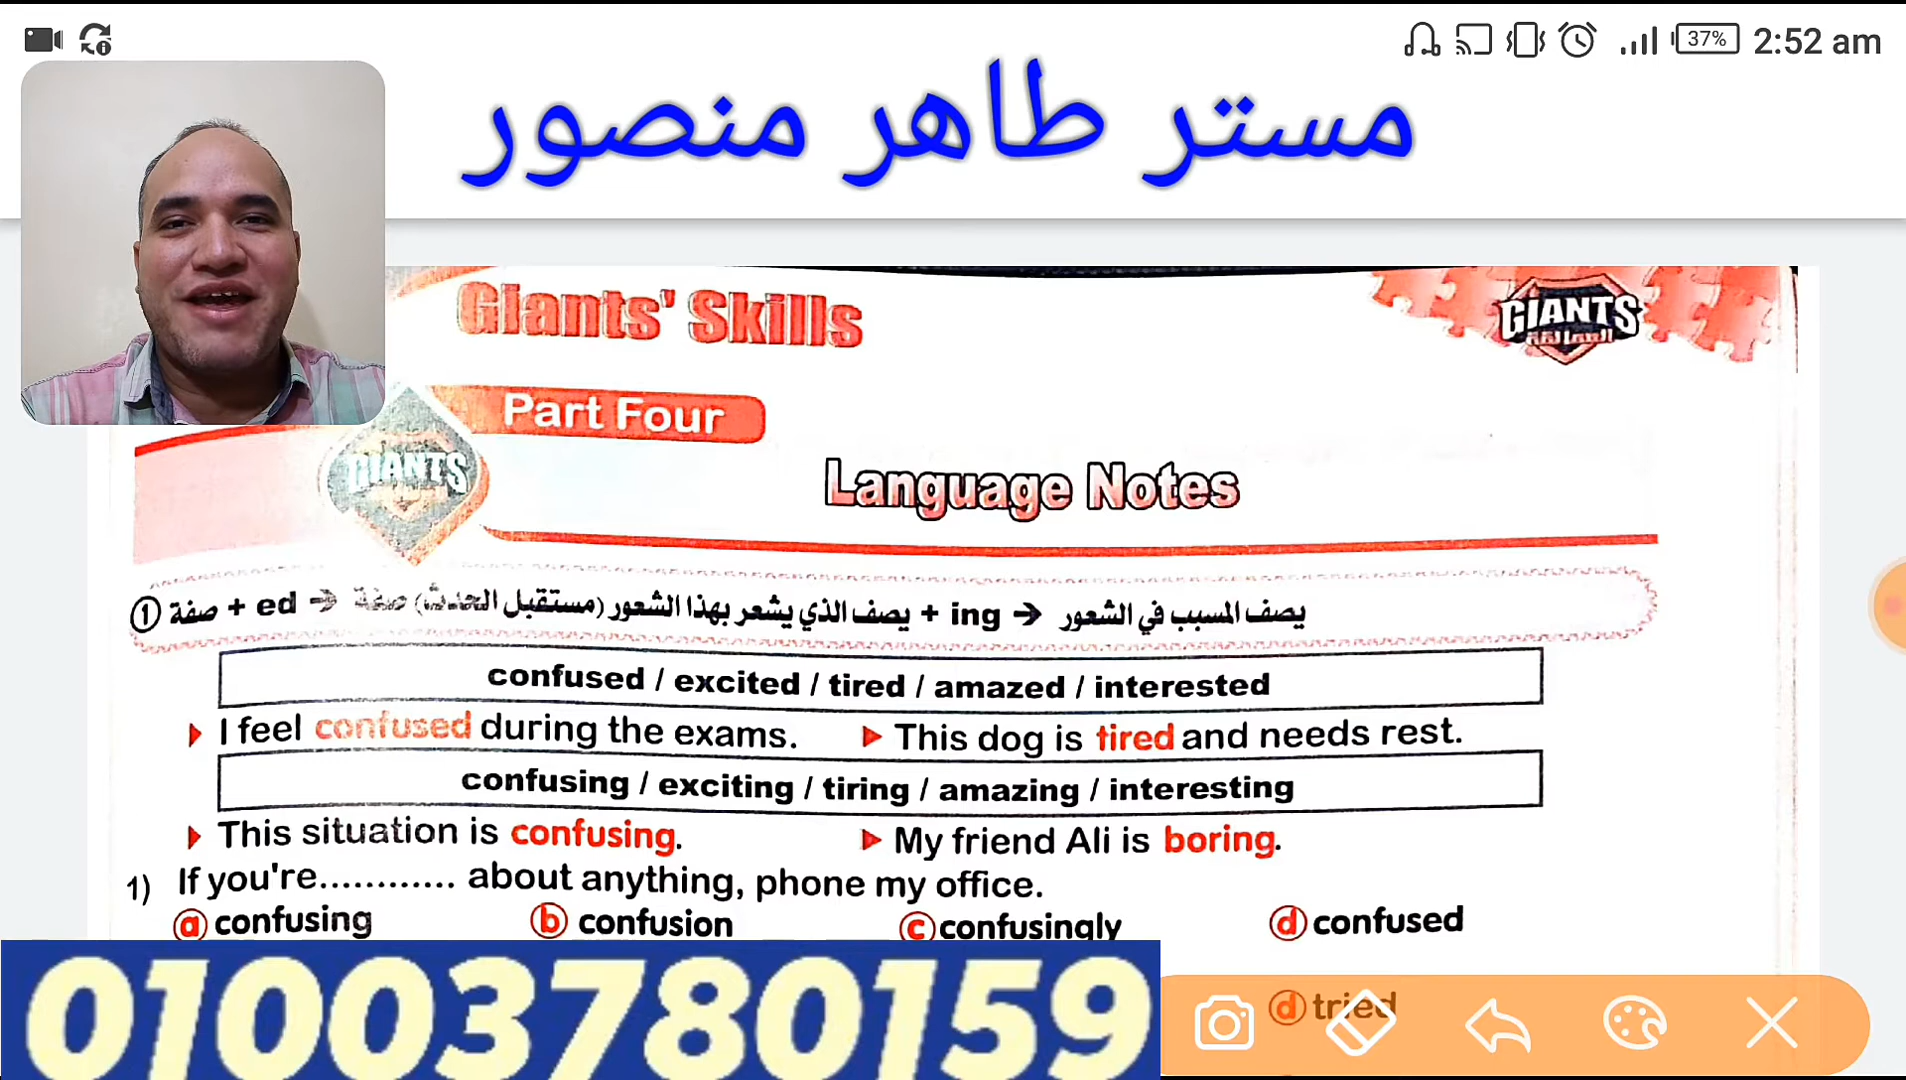 37% 2:52 am
مستر طاهر منصور
Giants' Skills
GIANTS
العمالقة
Part Four
GIANTS
Language Notes
① صفة + ed → صفة (مستقبل الحدث) يصف الذي يشعر بهذا الشعور + ing → يصف المسبب في الشعور
confused / excited / tired / amazed / interested
I feel confused during the exams. This dog is tired and needs rest.
confusing / exciting / tiring / amazing / interesting
This situation is confusing. My friend Ali is boring.
1) If you're............ about anything, phone my office.
a confusing b confusion c confusingly d confused
d tried
01003780159